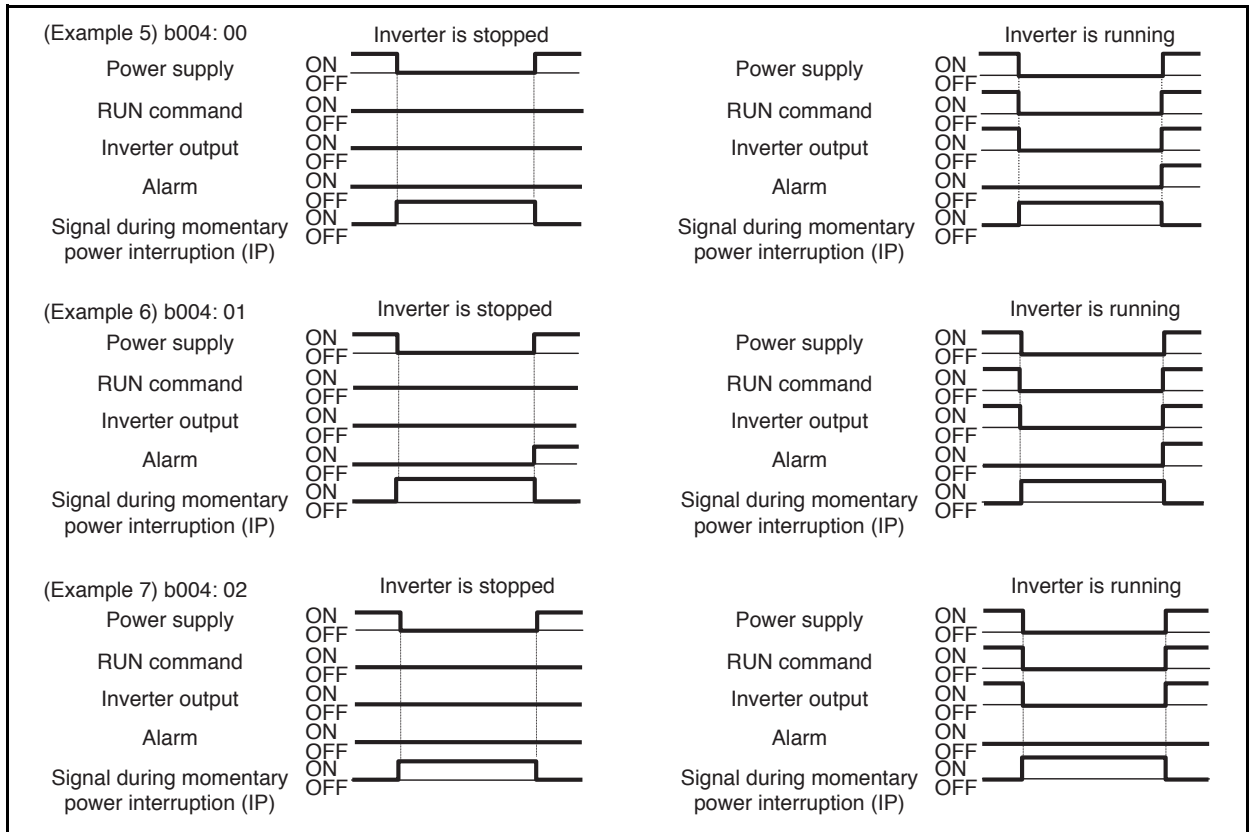 (Example 5) b004: 00
Inverter is stopped
Power supply
ON
OFF
RUN command
ON
OFF
Inverter output
ON
OFF
Alarm
ON
OFF
Signal during momentary
power interruption (IP)
ON
OFF
Inverter is running
Power supply
ON
OFF
RUN command
ON
OFF
Inverter output
ON
OFF
Alarm
ON
OFF
Signal during momentary
power interruption (IP)
ON
OFF
(Example 6) b004: 01
Inverter is stopped
Power supply
ON
OFF
RUN command
ON
OFF
Inverter output
ON
OFF
Alarm
ON
OFF
Signal during momentary
power interruption (IP)
ON
OFF
Inverter is running
Power supply
ON
OFF
RUN command
ON
OFF
Inverter output
ON
OFF
Alarm
ON
OFF
Signal during momentary
power interruption (IP)
ON
OFF
(Example 7) b004: 02
Inverter is stopped
Power supply
ON
OFF
RUN command
ON
OFF
Inverter output
ON
OFF
Alarm
ON
OFF
Signal during momentary
power interruption (IP)
ON
OFF
Inverter is running
Power supply
ON
OFF
RUN command
ON
OFF
Inverter output
ON
OFF
Alarm
ON
OFF
Signal during momentary
power interruption (IP)
ON
OFF